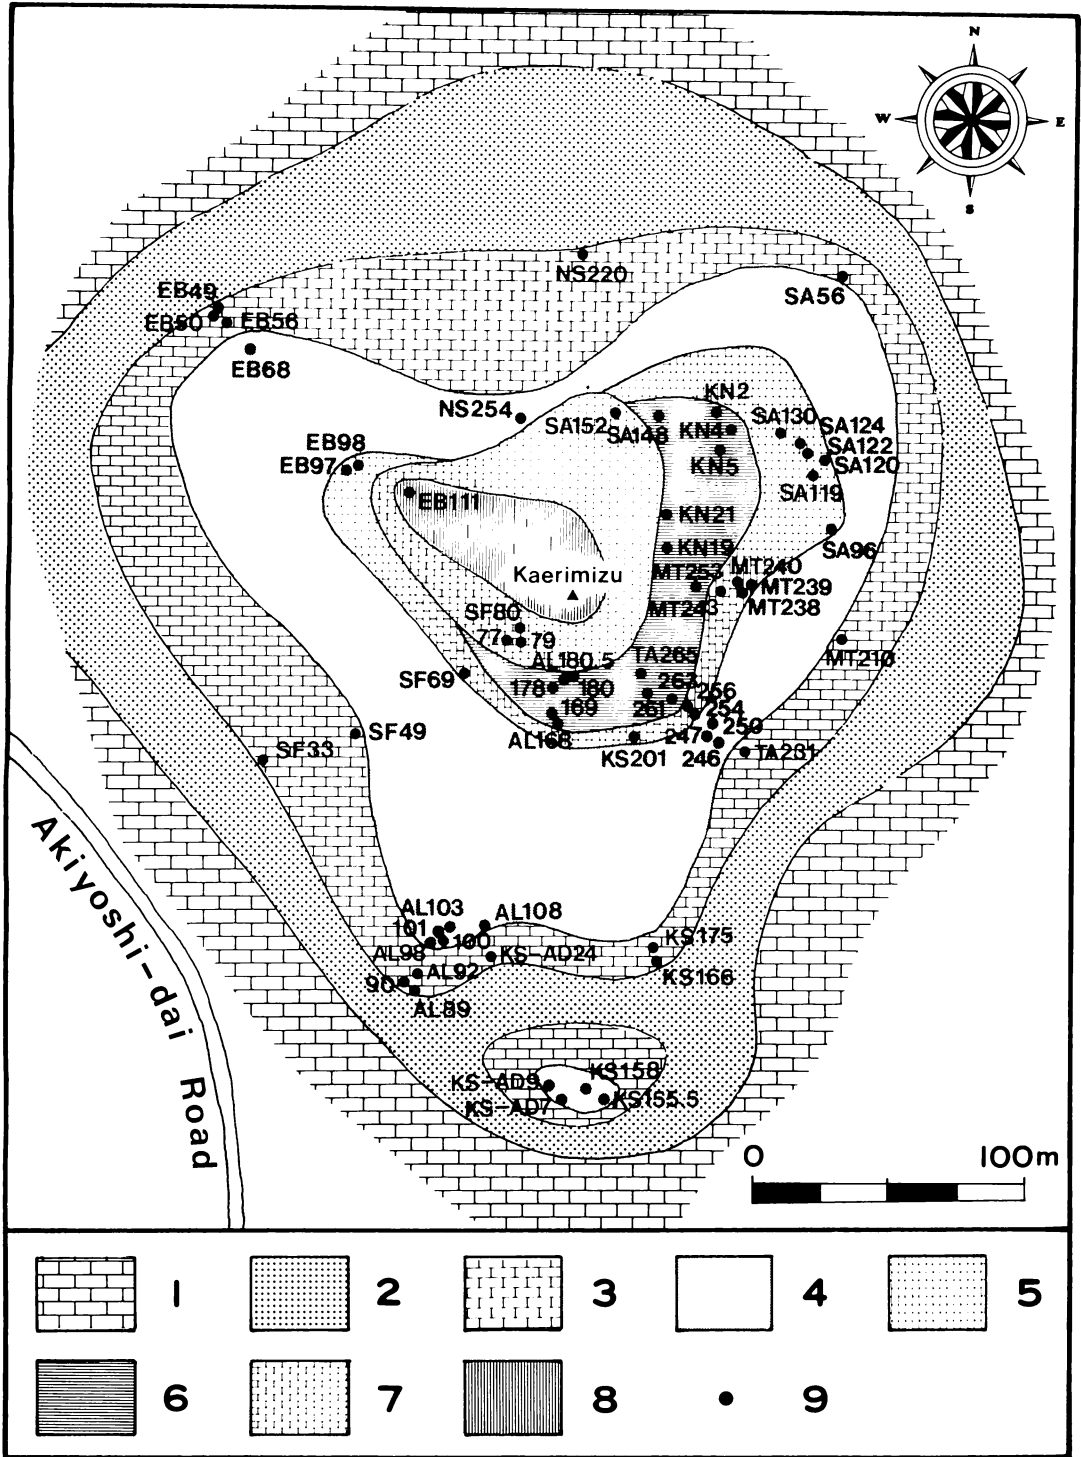 N
W
E
S
NS220
SA56
EB49
EB50
EB56
EB68
NS254
SA152
SA148
KN2
KN4
KN5
SA130
SA124
SA122
SA120
SA119
EB98
EB97
EB111
KN21
KN19
SA96
Kaerimizu
MT253
MT240
MT239
MT243
MT238
SF80
77
79
MT210
AL180.5
TA265
SF69
178
180
263
256
261
254
169
250
SF49
AL168
247
SF33
KS201
246
TA231
Akiyoshi-dai Road
AL103
AL108
101
100
KS175
AL98
KS-AD24
AL92
KS166
90
AL89
KS158
KS-AD9
KS-AD7
KS155.5
0
100m
1
2
3
4
5
6
7
8
9